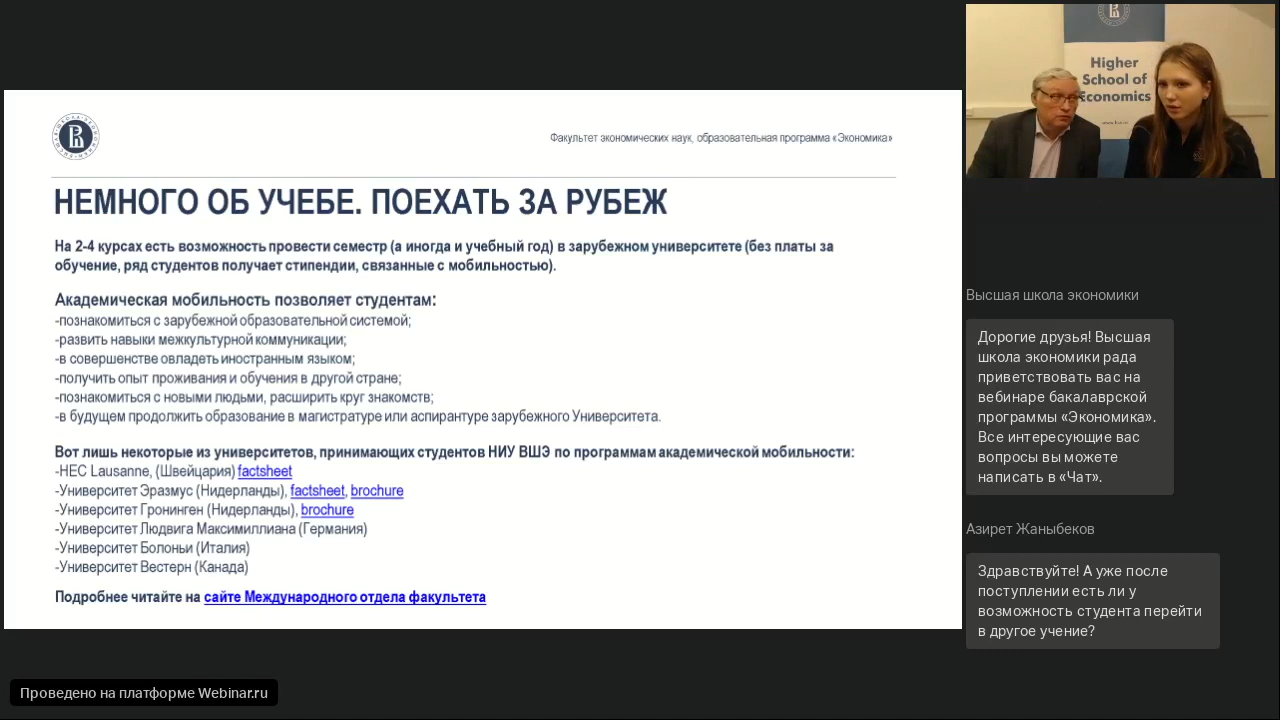 Факультет экономических наук, образовательная программа «Экономика»
НЕМНОГО ОБ УЧЕБЕ. ПОЕХАТЬ ЗА РУБЕЖ
На 2-4 курсах есть возможность провести семестр (а иногда и учебный год) в зарубежном университете (без платы за
обучение, ряд студентов получает стипендии, связанные с мобильностью).
Академическая мобильность позволяет студентам:
-познакомиться с зарубежной образовательной системой;
-развить навыки межкультурной коммуникации;
-в совершенстве овладеть иностранным языком;
-получить опыт проживания и обучения в другой стране;
-познакомиться с новыми людьми, расширить круг знакомств;
-в будущем продолжить образование в магистратуре или аспирантуре зарубежного Университета.
Вот лишь некоторые из университетов, принимающих студентов НИУ ВШЭ по программам академической мобильности:
-HEC Lausanne, (Швейцария) factsheet
-Университет Эразмус (Нидерланды), factsheet, brochure
-Университет Гронинген (Нидерланды), brochure
-Университет Людвига Максимиллиана (Германия)
-Университет Болоньи (Италия)
-Университет Вестерн (Канада)
Подробнее читайте на сайте Международного отдела факультета
Higher
School of
Economics
Высшая школа экономики
Дорогие друзья! Высшая
школа экономики рада
приветствовать вас на
вебинаре бакалаврской
программы «Экономика».
Все интересующие вас
вопросы вы можете
написать в «Чат».
Азирет Жаныбеков
Здравствуйте! А уже после
поступлении есть ли у
возможность студента перейти
в другое учение?
Проведено на платформе Webinar.ru